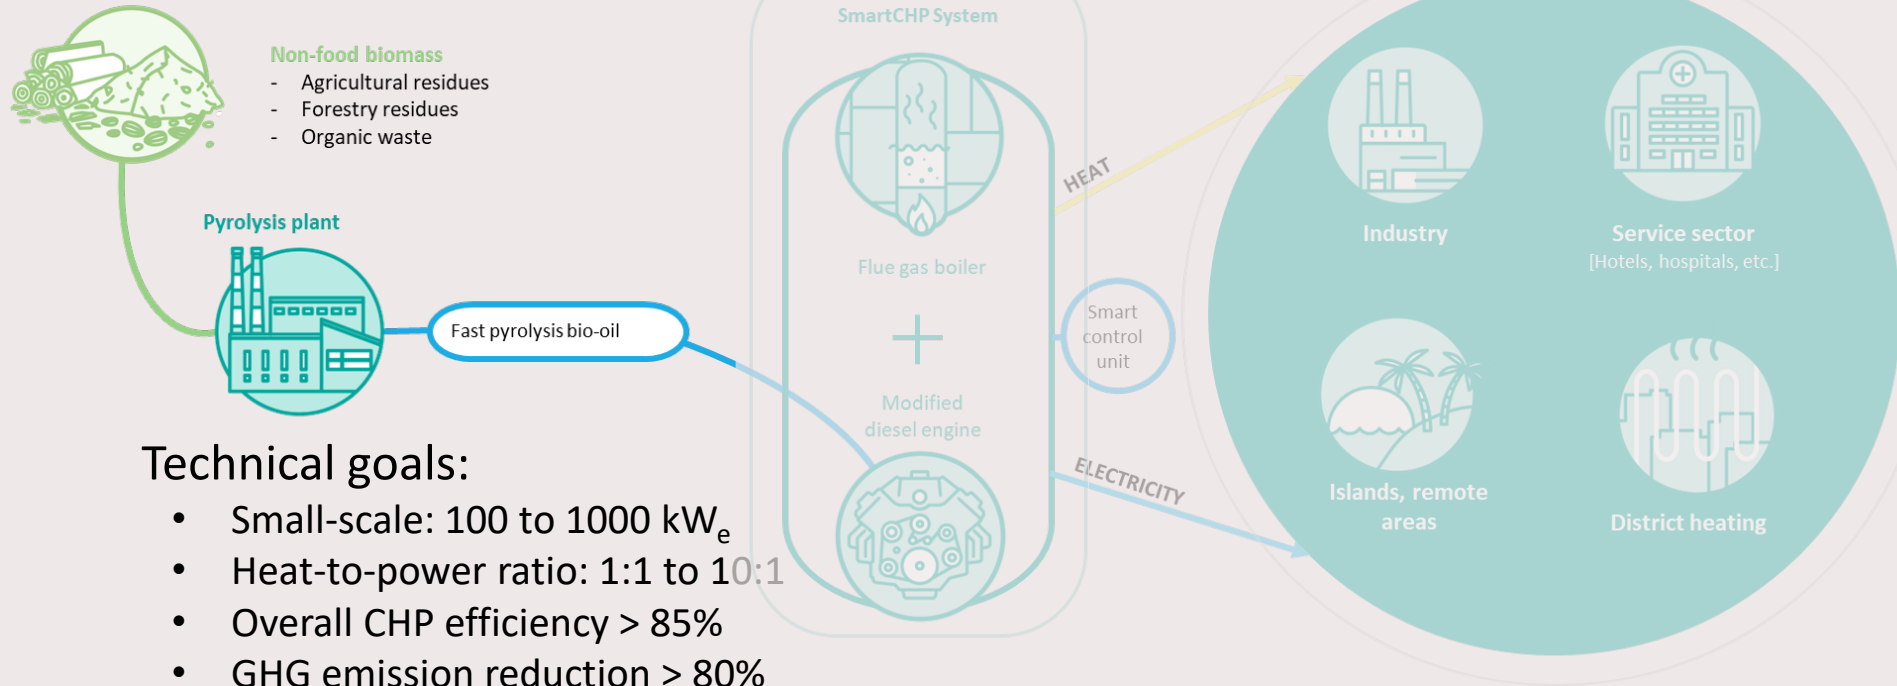 Non-food biomass
- Agricultural residues
- Forestry residues
- Organic waste
Pyrolysis plant
Fast pyrolysis bio-oil
SmartCHP System
Flue gas boiler
+
Modified
diesel engine
HEAT
Smart
control
unit
ELECTRICITY
Industry
Service sector
[Hotels, hospitals, etc.]
Islands, remote
areas
District heating
Technical goals:
• Small-scale: 100 to 1000 kWe
• Heat-to-power ratio: 1:1 to 10:1
• Overall CHP efficiency > 85%
• GHG emission reduction > 80%